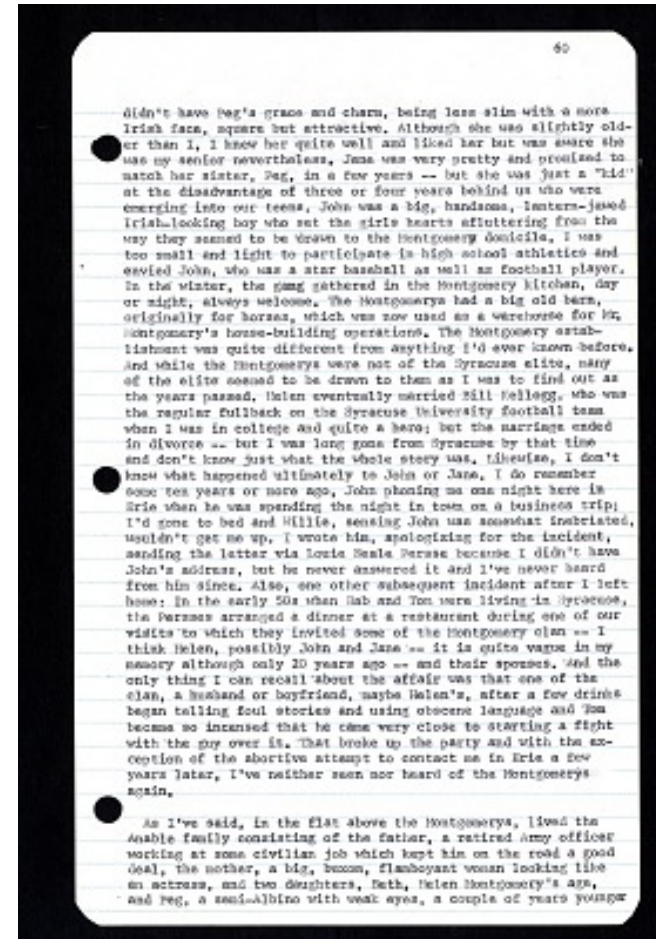 60
didn't have Peg's grace and charm, being less slim with a more
Irish face, square but attractive. Although she was slightly old-
er than I, I knew her quite well and liked her but was aware she
was my senior nevertheless. Jane was very pretty and promised to
match her sister, Peg, in a few years -- but she was just a "kid"
at the disadvantage of three or four years behind us who were
emerging into our teens. John was a big, handsome, lantern-jawed
Irish-looking boy who set the girls hearts afluttering from the
way they seemed to be drawn to the Montgomery domicile. I was
too small and light to participate in high school athletics and
envied John, who was a star baseball as well as football player.
In the winter, the gang gathered in the Montgomery kitchen, day
or night, always welcome. The Montgomerys had a big old barn,
originally for horses, which was now used as a warehouse for Mr.
Montgomery's house-building operations. The Montgomery estab-
lishment was quite different from anything I'd ever known before.
And while the Montgomerys were not of the Syracuse elite, many
of the elite seemed to be drawn to them as I was to find out as
the years passed. Helen eventually married Bill Kellogg, who was
the regular fullback on the Syracuse University football team
when I was in college and quite a hero; but the marriage ended
in divorce -- but I was long gone from Syracuse by that time
and don't know just what the whole story was. Likewise, I don't
know what happened ultimately to John or Jane. I do remember
some ten years or more ago, John phoning me one night here in
Erie when he was spending the night in town on a business trip;
I'd gone to bed and Willie, sensing John was somewhat inebriated,
wouldn't get me up. I wrote him, apologizing for the incident,
sending the letter via Louie Neale Persse because I didn't have
John's address, but he never answered it and I've never heard
from him since. Also, one other subsequent incident after I left
home: In the early 50s when Bab and Tom were living in Syracuse,
the Persses arranged a dinner at a restaurant during one of our
visits to which they invited some of the Montgomery clan -- I
think Helen, possibly John and Jane -- it is quite vague in my
memory although only 20 years ago -- and their spouses. And the
only thing I can recall about the affair was that one of the
clan, a husband or boyfriend, maybe Helen's, after a few drinks
began telling foul stories and using obscene language and Tom
became so incensed that he came very close to starting a fight
with the guy over it. That broke up the party and with the ex-
ception of the abortive attempt to contact me in Erie a few
years later, I've neither seen nor heard of the Montgomerys
again.
As I've said, in the flat above the Montgomerys, lived the
Anable family consisting of the father, a retired Army officer
working at some civilian job which kept him on the road a good
deal, the mother, a big, buxom, flamboyant woman looking like
an actress, and two daughters, Beth, Helen Montgomery's age,
and Peg, a semi-Albino with weak eyes, a couple of years younger